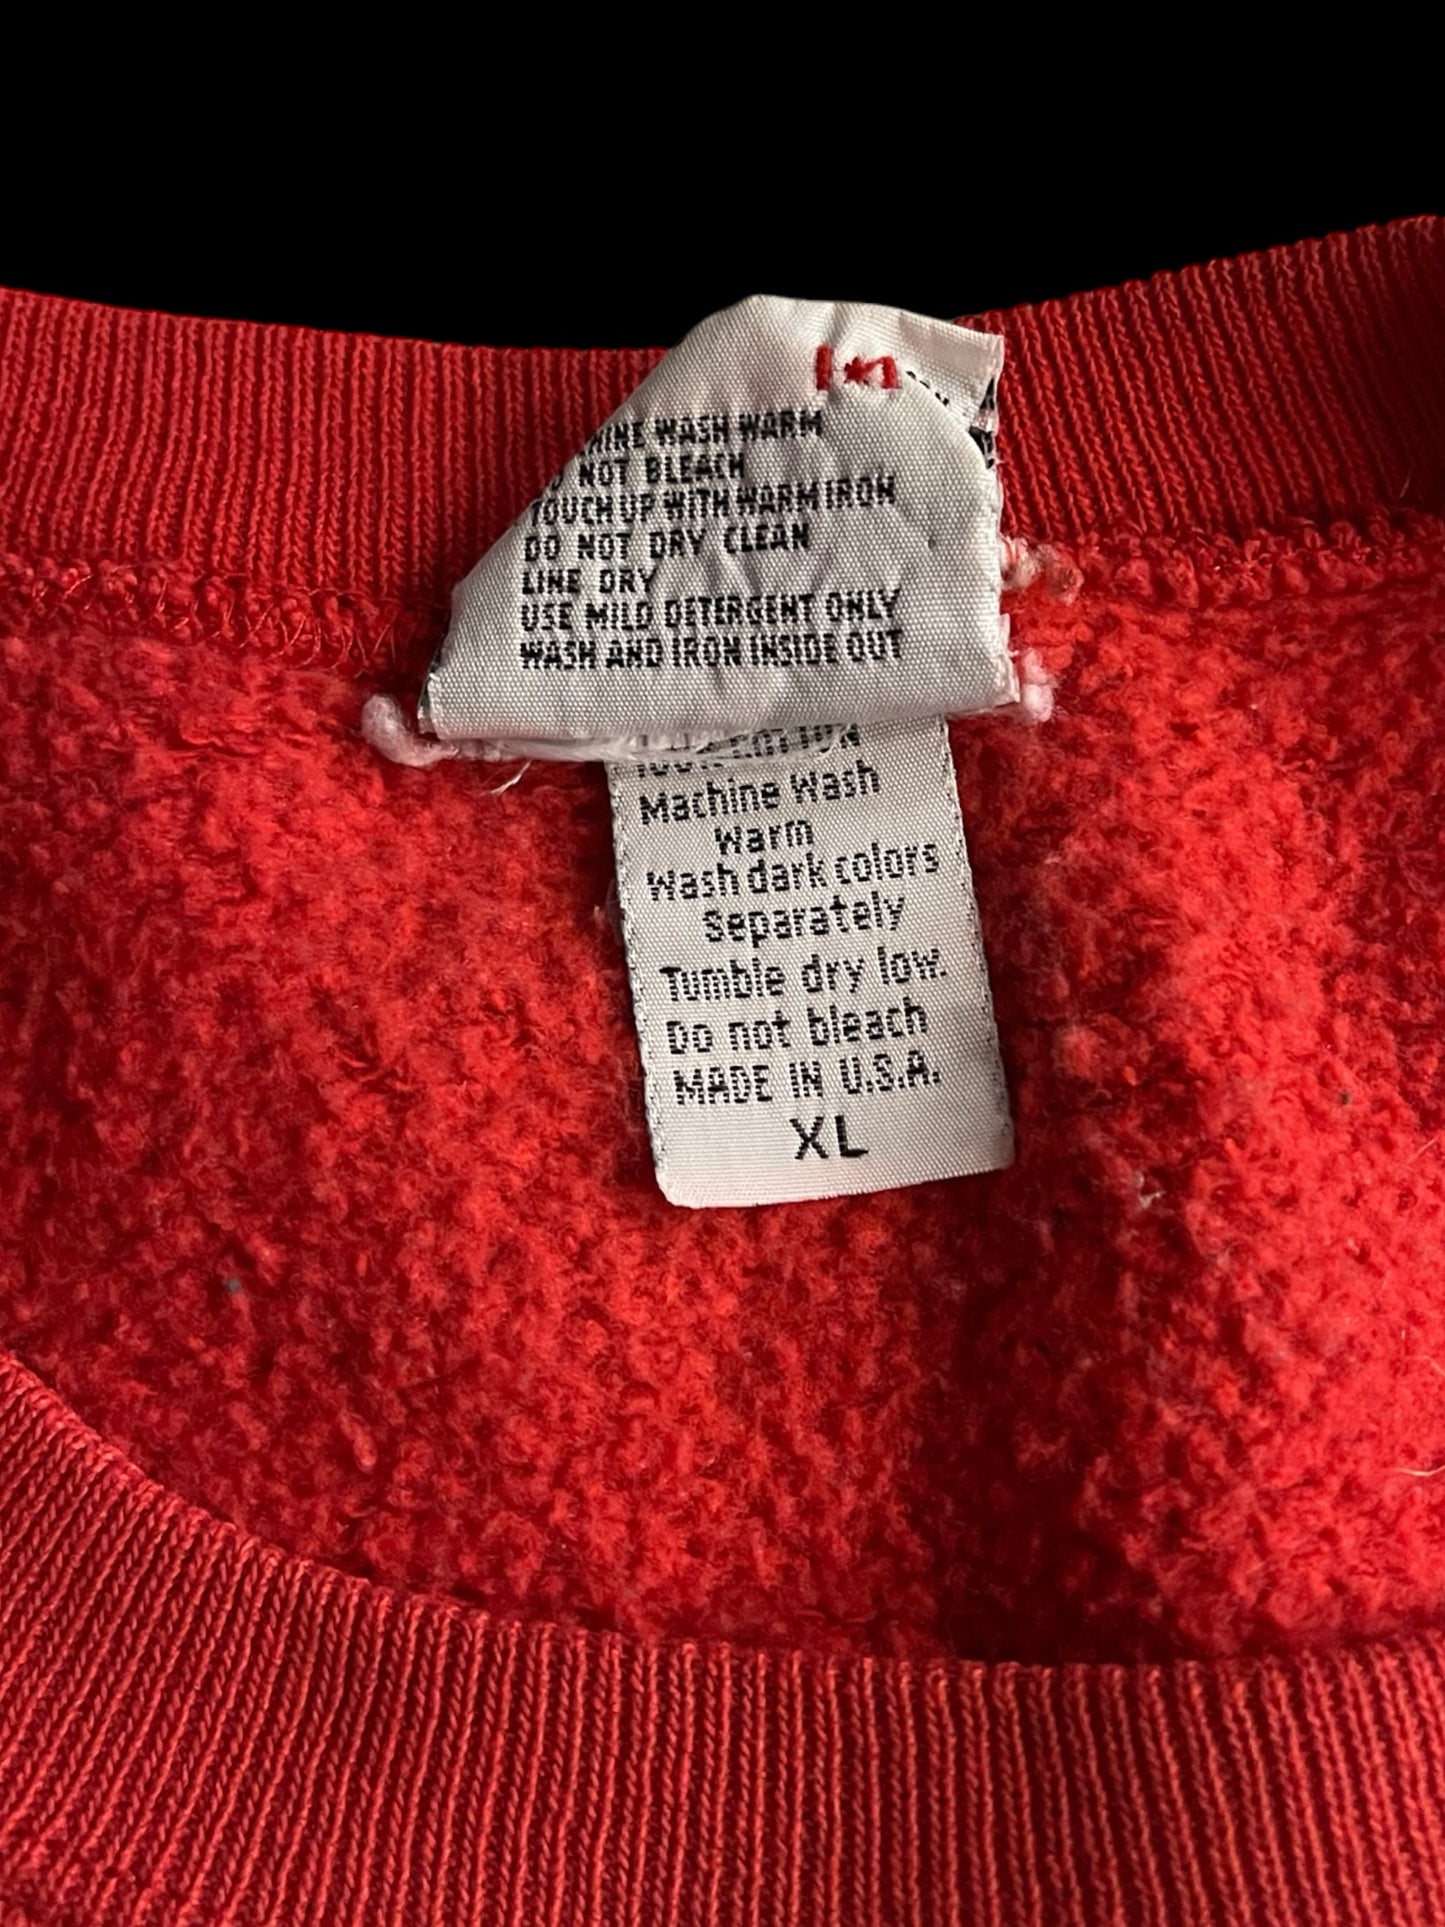 WASH WARM
NOT BLEACH
TOUCH UP WITH WARM IRON
DO NOT DRY CLEAN
LINE DRY
USE MILD DETERGENT ONLY
WASH AND IRON INSIDE OUT
COTTON
Machine Wash
Warm
Wash dark colors
Separately
Tumble dry low.
Do not bleach
MADE IN U.S.A.
XL